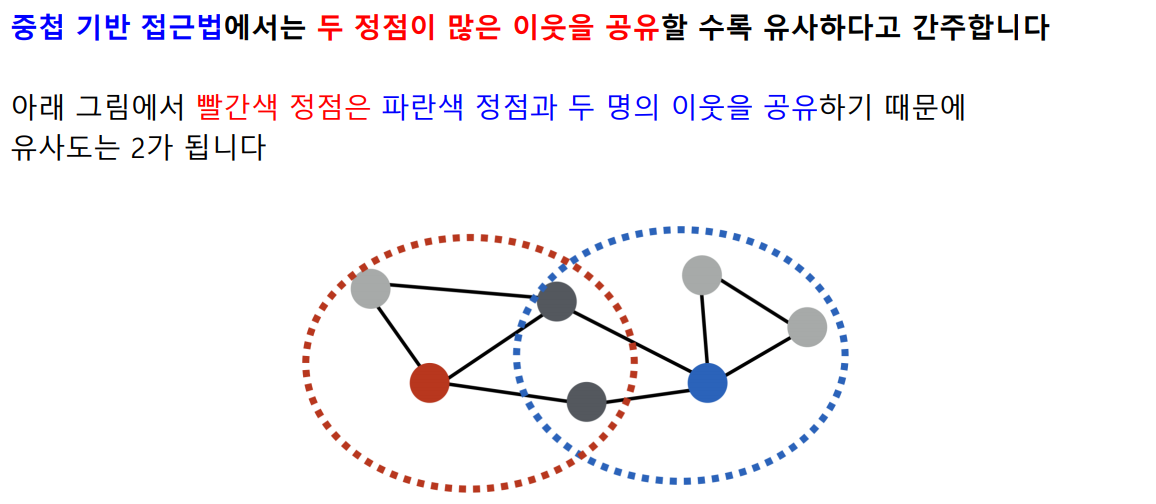 중첩 기반 접근법에서는 두 정점이 많은 이웃을 공유할 수록 유사하다고 간주합니다
아래 그림에서 빨간색 정점은 파란색 정점과 두 명의 이웃을 공유하기 때문에
유사도는 2가 됩니다